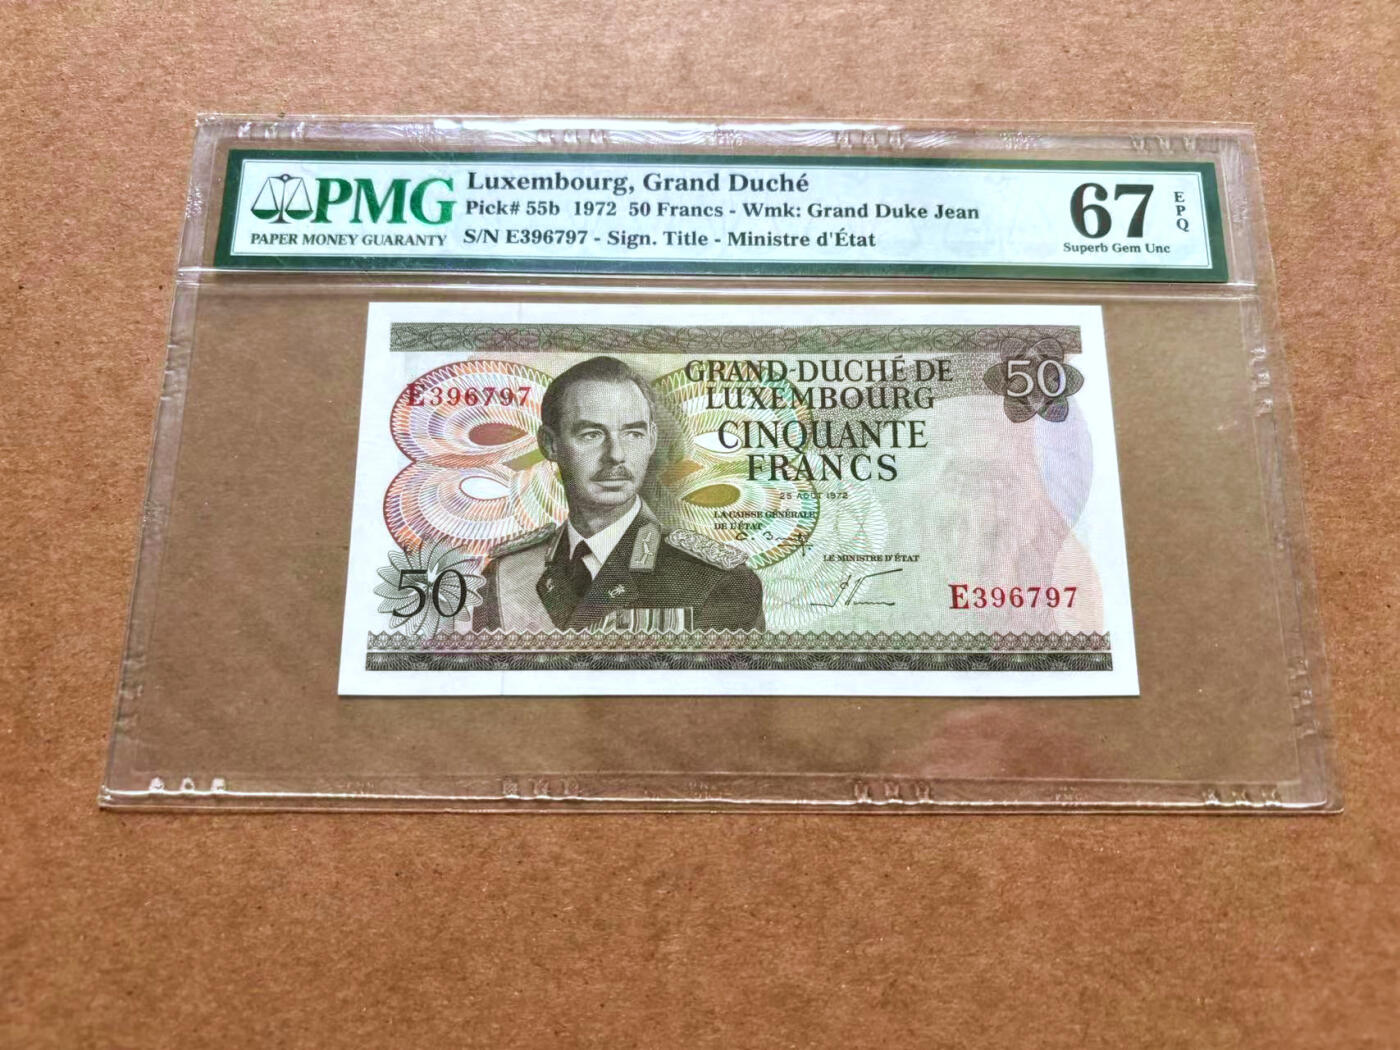 PMG
PAPER MONEY GUARANTY
Luxembourg, Grand Duché
Pick# 55b 1972 50 Francs - Wmk: Grand Duke Jean
S/N E396797 - Sign. Title - Ministre d'État
67
EPQ
Superb Gem Unc
E396797
GRAND-DUCHÉ DE
LUXEMBOURG
CINQUANTE
FRANCS
25 AOÛT 1972
LA CAISSE GÉNÉRALE
DE L'ÉTAT
LE MINISTRE D'ÉTAT
50
50
E396797